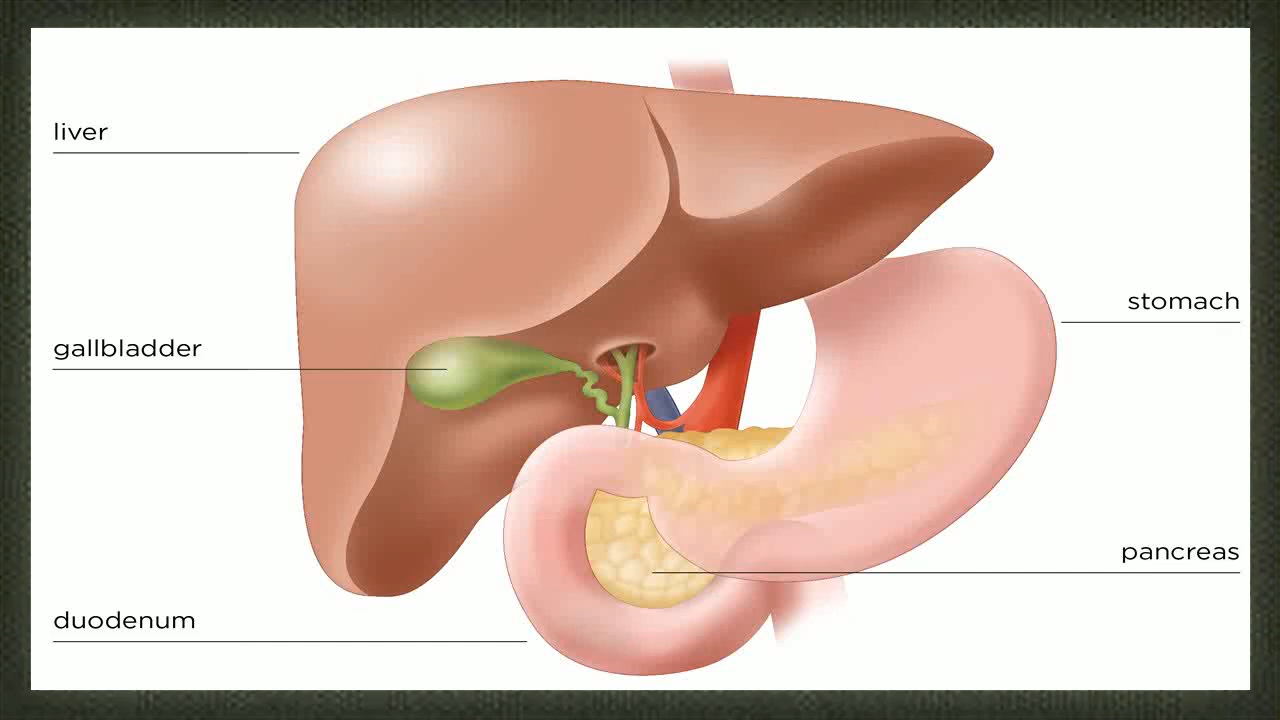 liver
stomach
gallbladder
pancreas
duodenum